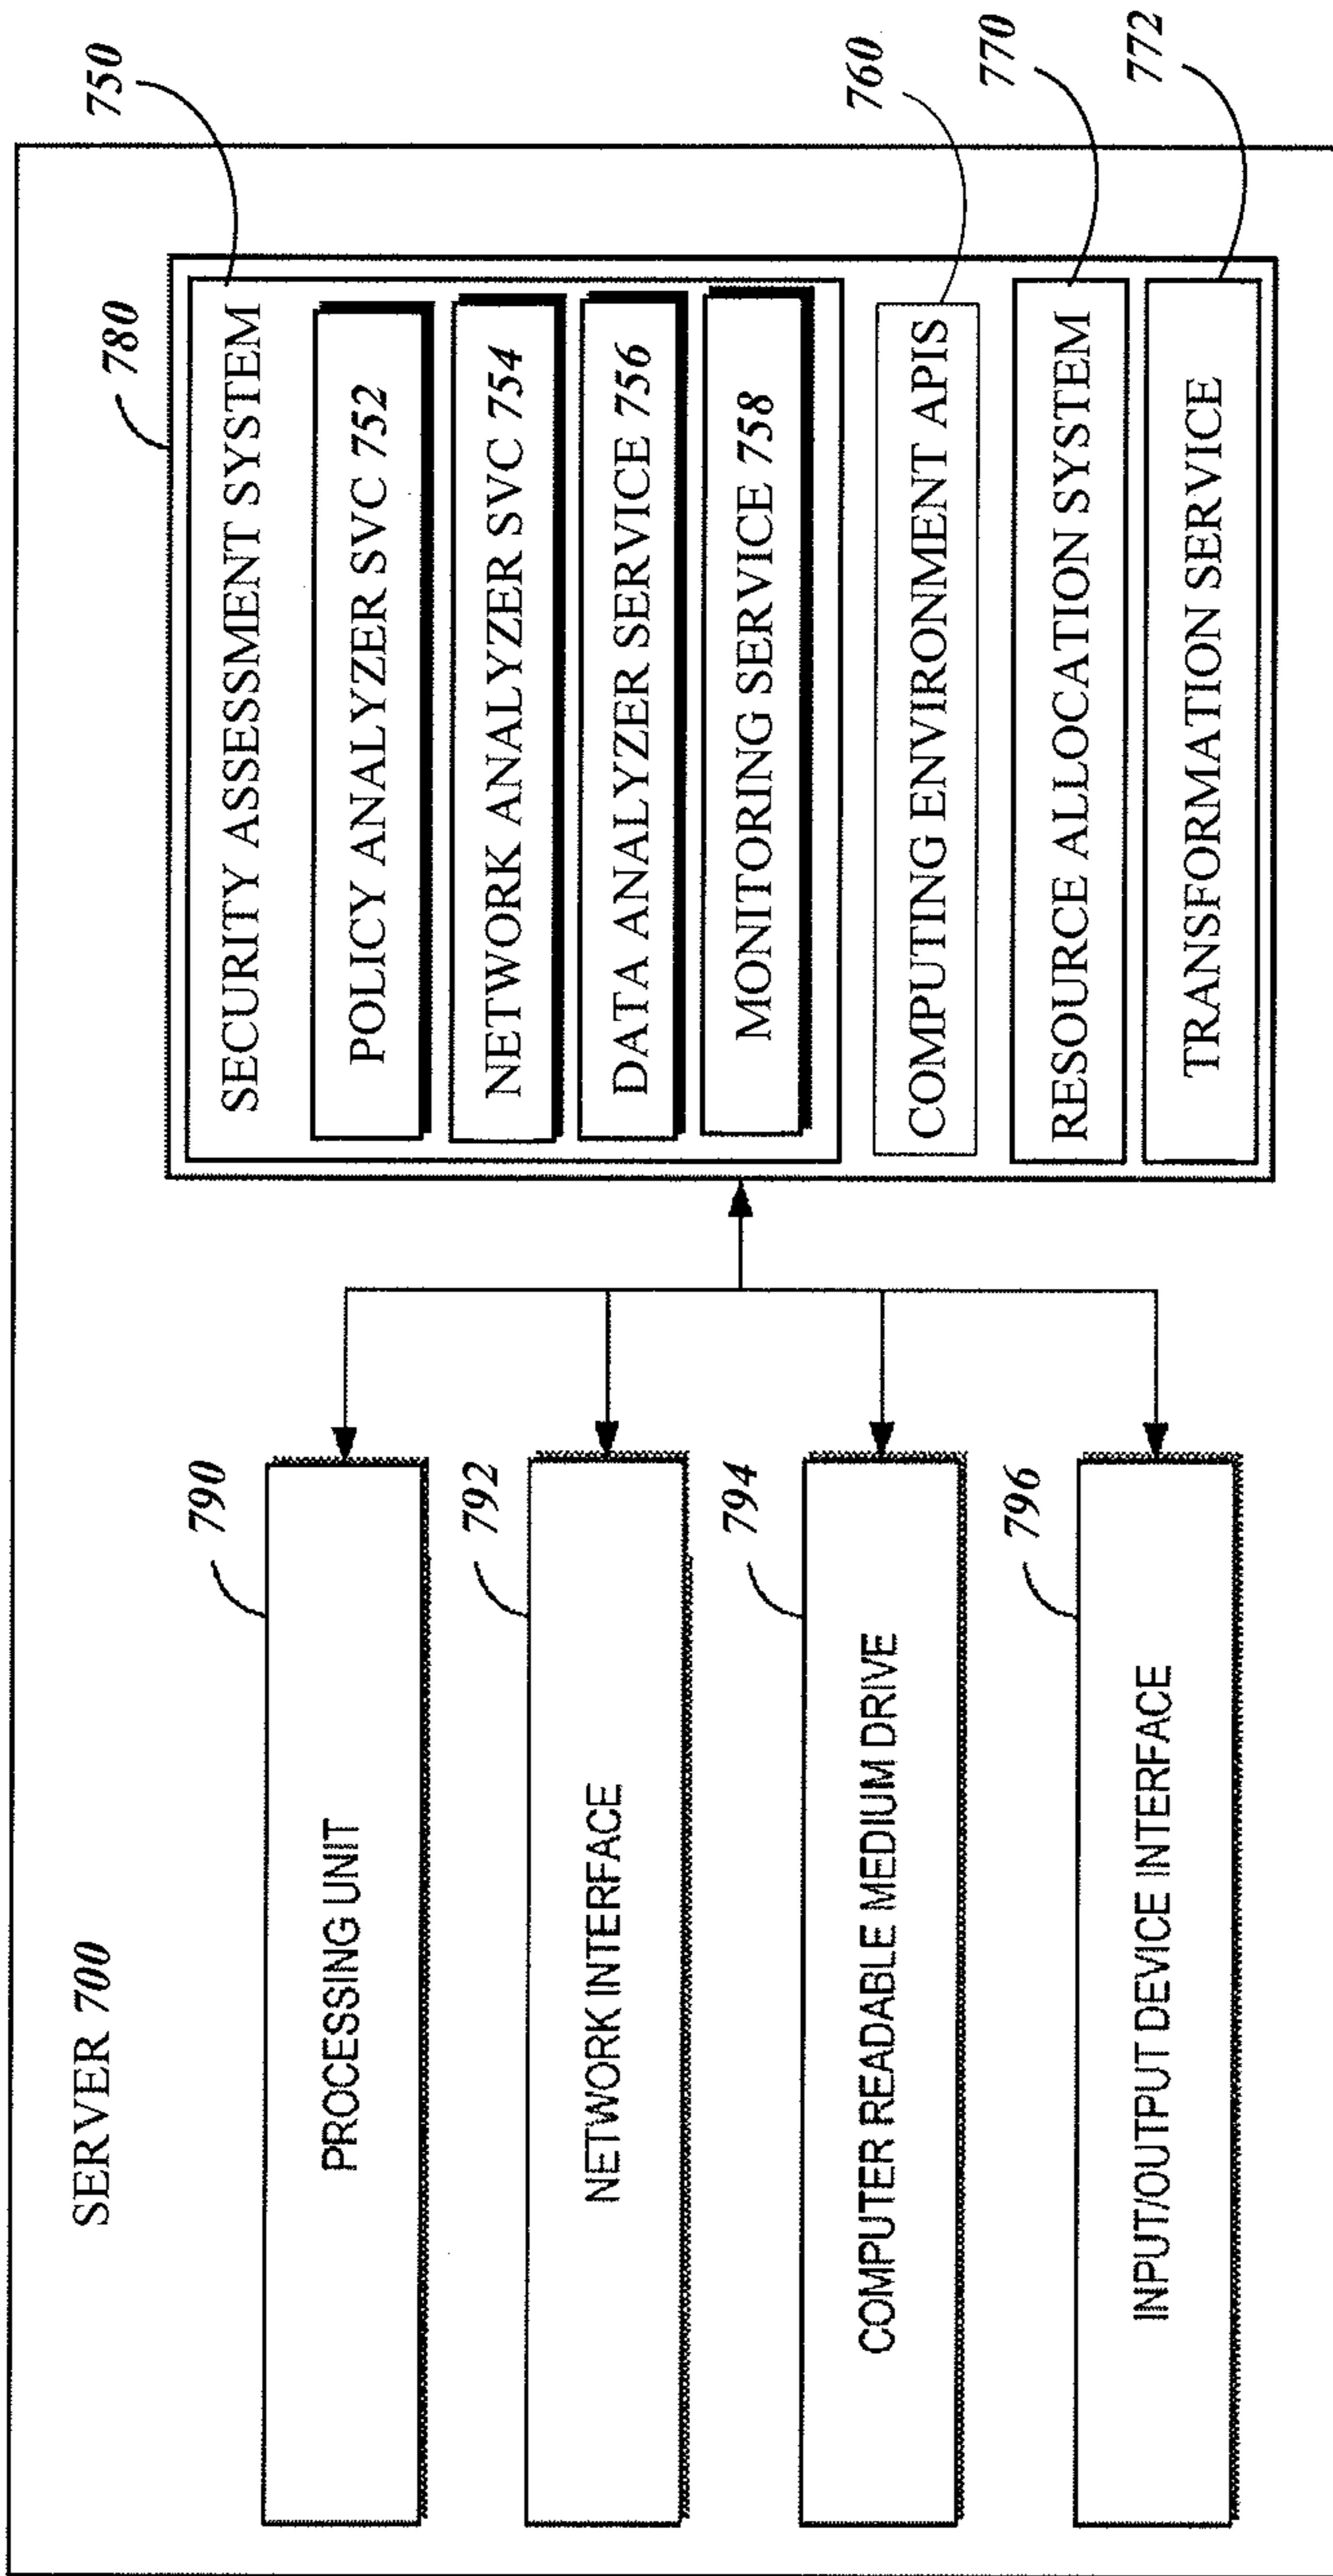 SERVER 700
790
PROCESSING UNIT
792
NETWORK INTERFACE
794
COMPUTER READABLE MEDIUM DRIVE
796
INPUT/OUTPUT DEVICE INTERFACE
780
750
SECURITY ASSESSMENT SYSTEM
POLICY ANALYZER SVC 752
NETWORK ANALYZER SVC 754
DATA ANALYZER SERVICE 756
MONITORING SERVICE 758
760
COMPUTING ENVIRONMENT APIS
770
RESOURCE ALLOCATION SYSTEM
772
TRANSFORMATION SERVICE